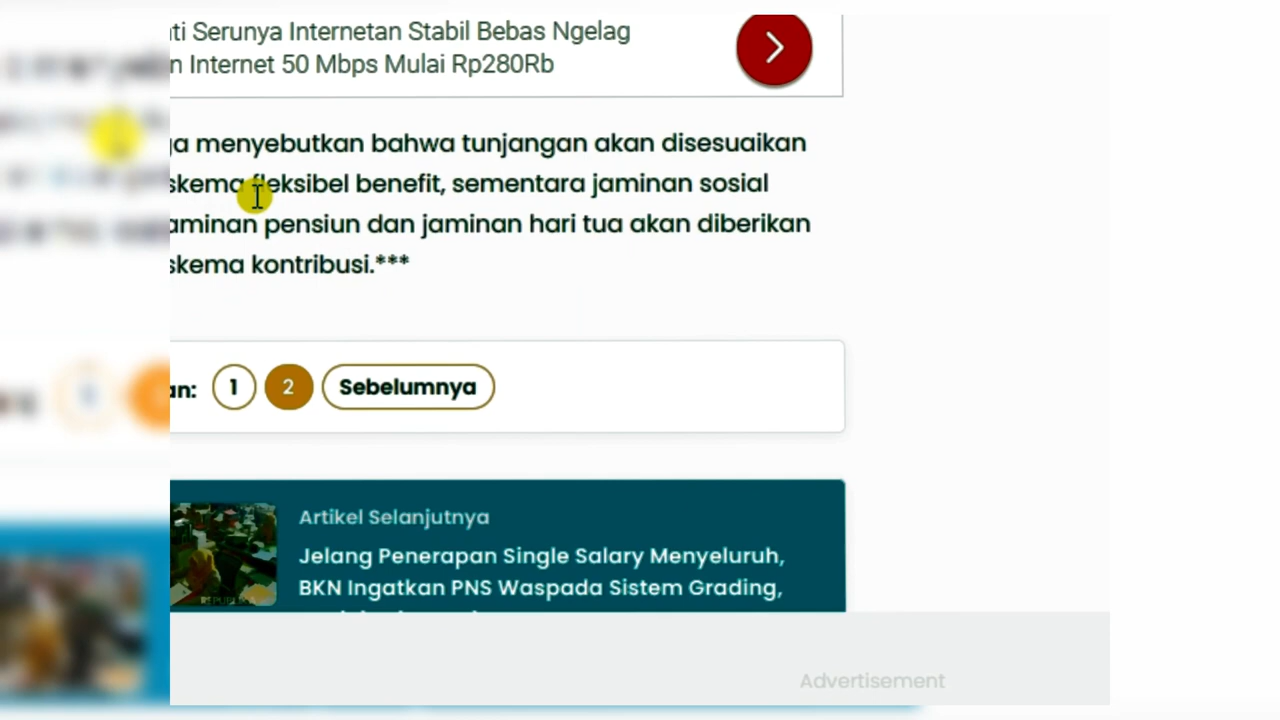 Serunya Internetan Stabil Bebas Ngelag
Internet 50 Mbps Mulai Rp280Rb
menyebutkan bahwa tunjangan akan disesuaikan
skema fleksibel benefit, sementara jaminan sosial
aminan pensiun dan jaminan hari tua akan diberikan
skema kontribusi.***
an: 1 2 Sebelumnya
Artikel Selanjutnya
Jelang Penerapan Single Salary Menyeluruh,
BKN Ingatkan PNS Waspada Sistem Grading,
Advertisement